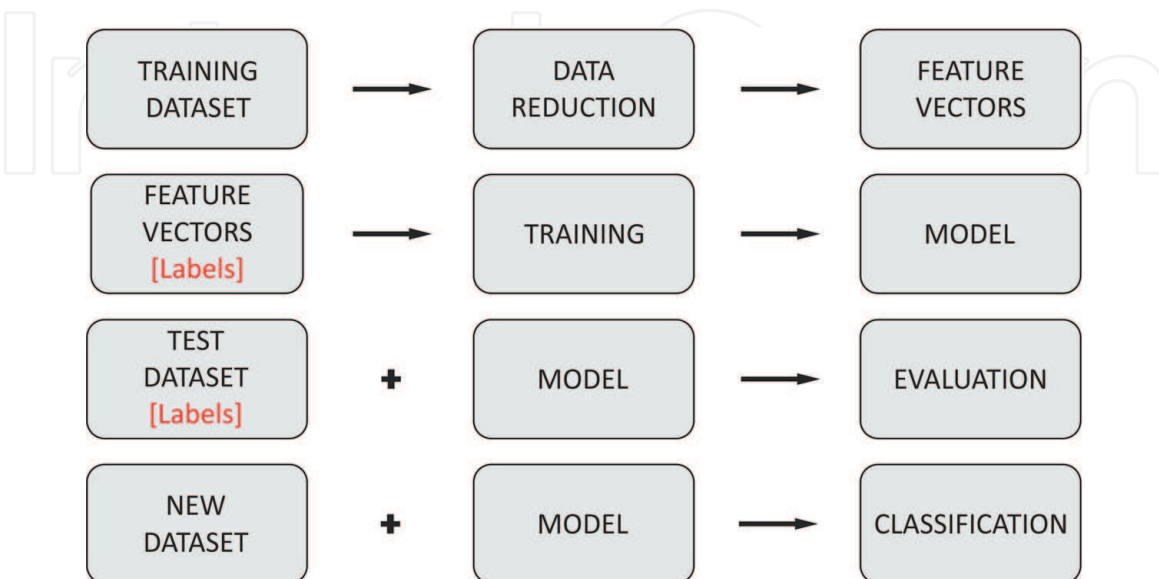 TRAINING
DATASET
DATA
REDUCTION
FEATURE
VECTORS
FEATURE
VECTORS
[Labels]
TRAINING
MODEL
TEST
DATASET
[Labels]
+
MODEL
EVALUATION
NEW
DATASET
+
MODEL
CLASSIFICATION